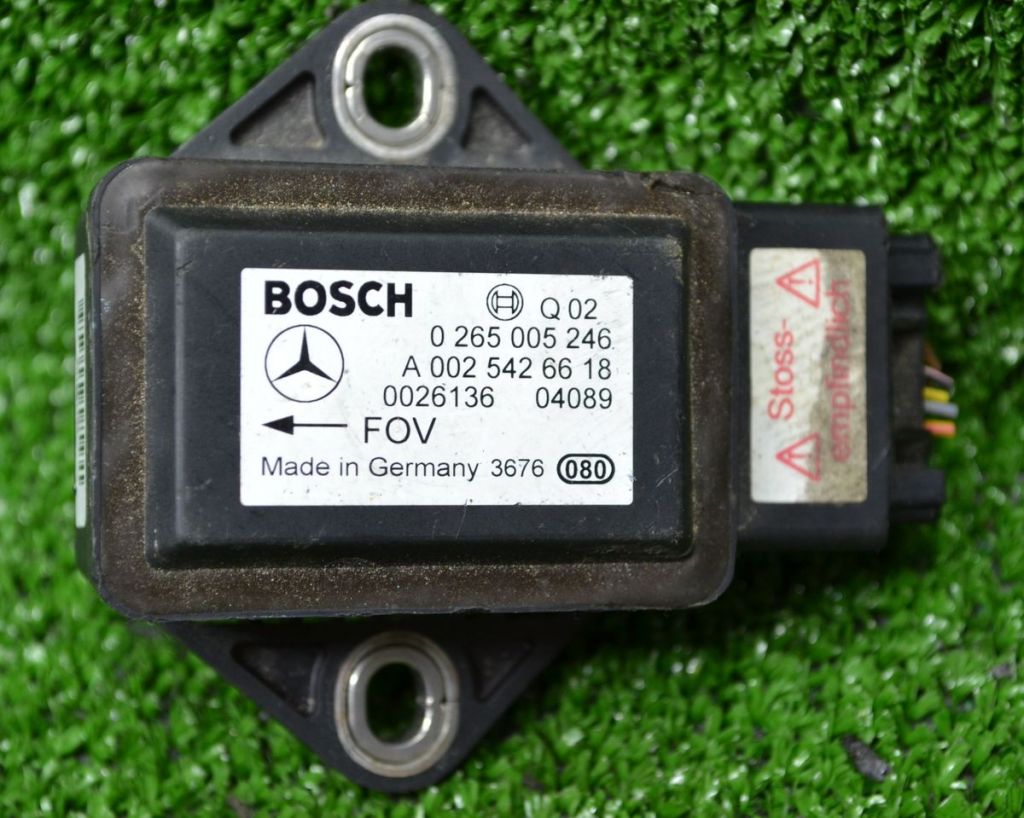 BOSCH
Q 02
0 265 005 246
A 002 542 66 18
0026136 04089
FOV
Made in Germany 3676 080
Stoss-
empfindlich